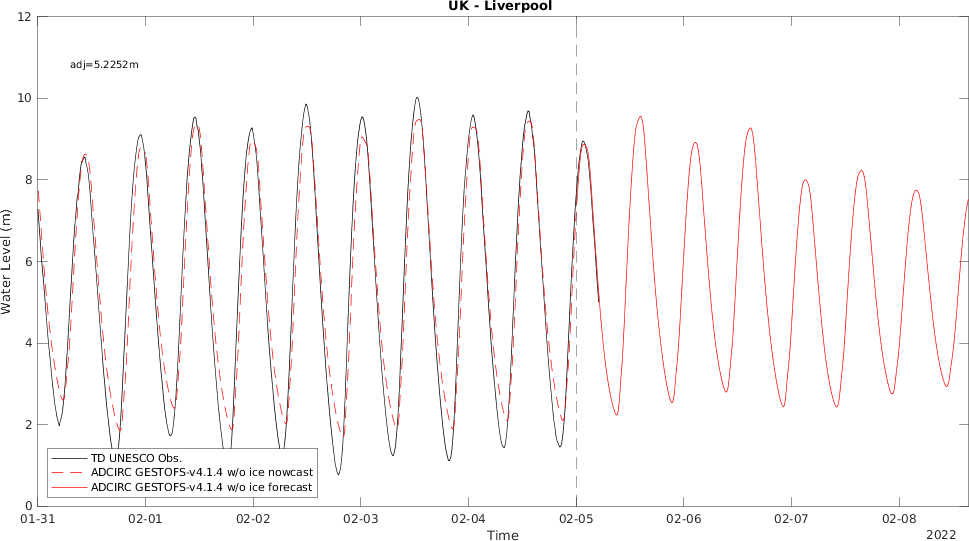 UK - Liverpool
12
adj=5.2252m
10
8
6
4
2
0
Water Level (m)
TD UNESCO Obs.
ADCIRC GESTOFS-v4.1.4 w/o ice nowcast
ADCIRC GESTOFS-v4.1.4 w/o ice forecast
01-31 02-01 02-02 02-03 02-04 02-05 02-06 02-07 02-08
Time
2022